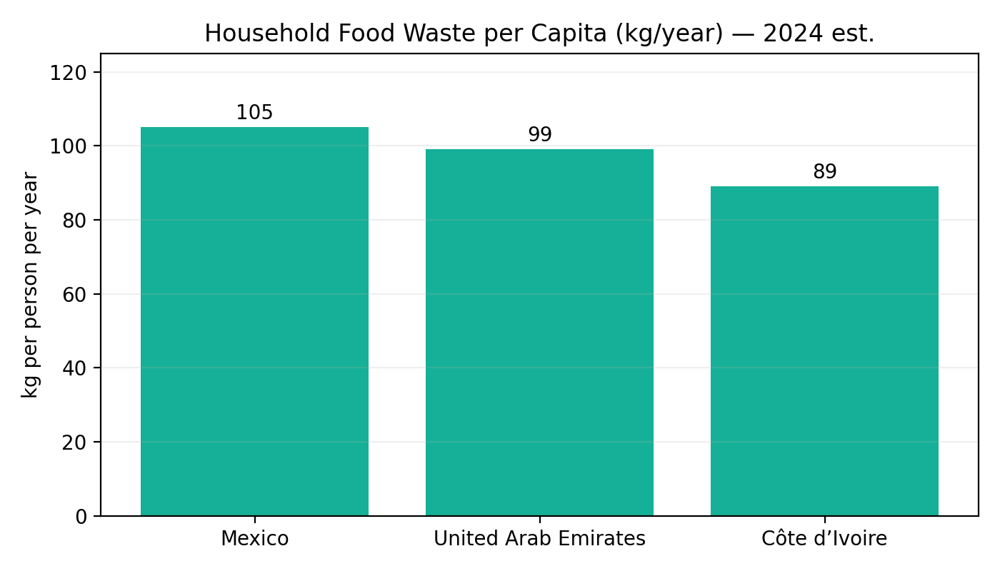 Household Food Waste per Capita (kg/year) — 2024 est.
kg per person per year
120
100
80
60
40
20
0
105
99
89
Mexico
United Arab Emirates
Côte d’Ivoire